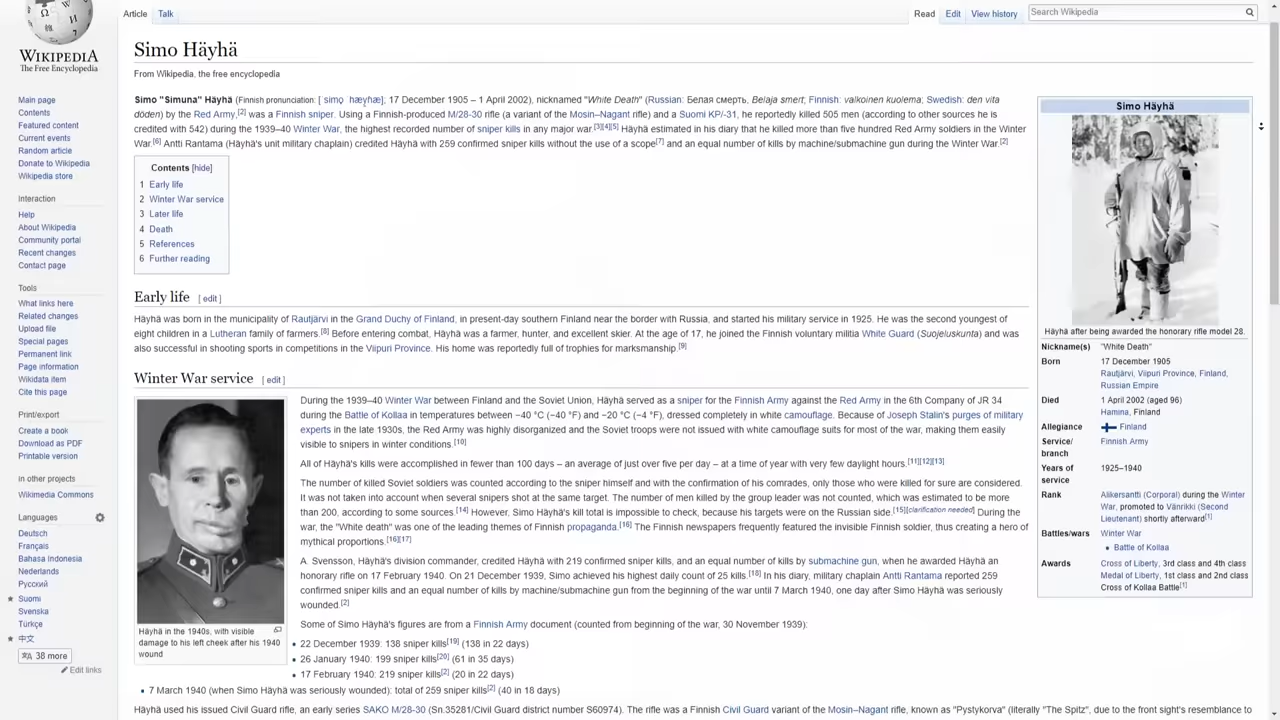 Article
Talk
Read
Edit
View history
Search Wikipedia
Ω
W
И
WIKIPEDIA
The Free Encyclopedia
Main page
Contents
Featured content
Current events
Random article
Donate to Wikipedia
Wikipedia store
Interaction
Help
About Wikipedia
Community portal
Recent changes
Contact page
Tools
What links here
Related changes
Upload file
Special pages
Permanent link
Page information
Wikidata item
Cite this page
Print/export
Create a book
Download as PDF
Printable version
In other projects
Wikimedia Commons
Languages
Deutsch
Français
Bahasa Indonesia
Nederlands
Русский
Suomi
Svenska
Türkçe
中文
38 more
Edit links
Simo Häyhä
From Wikipedia, the free encyclopedia
Simo "Simuna" Häyhä (Finnish pronunciation: [ˈsimo̞ ˈhæy̯hæ]; 17 December 1905 – 1 April 2002), nicknamed "White Death" (Russian: Белая смерть, Belaja smert; Finnish: valkoinen kuolema; Swedish: den vita
döden) by the Red Army,[2] was a Finnish sniper. Using a Finnish-produced M/28-30 rifle (a variant of the Mosin–Nagant rifle) and a Suomi KP/-31, he reportedly killed 505 men (according to other sources he is
credited with 542) during the 1939–40 Winter War, the highest recorded number of sniper kills in any major war.[3][4][5] Häyhä estimated in his diary that he killed more than five hundred Red Army soldiers in the Winter
War.[6] Antti Rantama (Häyhä's unit military chaplain) credited Häyhä with 259 confirmed sniper kills without the use of a scope[7] and an equal number of kills by machine/submachine gun during the Winter War.[2]
Contents [hide]
1 Early life
2 Winter War service
3 Later life
4 Death
5 References
6 Further reading
Early life [ edit ]
Häyhä was born in the municipality of Rautjärvi in the Grand Duchy of Finland, in present-day southern Finland near the border with Russia, and started his military service in 1925. He was the second youngest of
eight children in a Lutheran family of farmers.[8] Before entering combat, Häyhä was a farmer, hunter, and excellent skier. At the age of 17, he joined the Finnish voluntary militia White Guard (Suojeluskunta) and was
also successful in shooting sports in competitions in the Viipuri Province. His home was reportedly full of trophies for marksmanship.[9]
Winter War service [ edit ]
During the 1939–40 Winter War between Finland and the Soviet Union, Häyhä served as a sniper for the Finnish Army against the Red Army in the 6th Company of JR 34
during the Battle of Kollaa in temperatures between −40 °C (−40 °F) and −20 °C (−4 °F), dressed completely in white camouflage. Because of Joseph Stalin's purges of military
experts in the late 1930s, the Red Army was highly disorganized and the Soviet troops were not issued with white camouflage suits for most of the war, making them easily
visible to snipers in winter conditions.[10]
All of Häyhä's kills were accomplished in fewer than 100 days – an average of just over five per day – at a time of year with very few daylight hours.[11][12][13]
The number of killed Soviet soldiers was counted according to the sniper himself and with the confirmation of his comrades, only those who were killed for sure are considered.
It was not taken into account when several snipers shot at the same target. The number of men killed by the group leader was not counted, which was estimated to be more
than 200, according to some sources.[14] However, Simo Häyhä's kill total is impossible to check, because his targets were on the Russian side.[15][clarification needed] During the
war, the "White death" was one of the leading themes of Finnish propaganda.[16] The Finnish newspapers frequently featured the invisible Finnish soldier, thus creating a hero of
mythical proportions.[16][17]
A. Svensson, Häyhä's division commander, credited Häyhä with 219 confirmed sniper kills, and an equal number of kills by submachine gun, when he awarded Häyhä an
honorary rifle on 17 February 1940. On 21 December 1939, Simo achieved his highest daily count of 25 kills.[18] In his diary, military chaplain Antti Rantama reported 259
confirmed sniper kills and an equal number of kills by machine/submachine gun from the beginning of the war until 7 March 1940, one day after Simo Häyhä was seriously
wounded.[2]
Some of Simo Häyhä's figures are from a Finnish Army document (counted from beginning of the war, 30 November 1939):
• 22 December 1939: 138 sniper kills[19] (138 in 22 days)
• 26 January 1940: 199 sniper kills[20] (61 in 35 days)
• 17 February 1940: 219 sniper kills[2] (20 in 22 days)
• 7 March 1940 (when Simo Häyhä was seriously wounded): total of 259 sniper kills[2] (40 in 18 days)
Häyhä used his issued Civil Guard rifle, an early series SAKO M/28-30 (Sn.35281/Civil Guard district number S60974). The rifle was a Finnish Civil Guard variant of the Mosin–Nagant rifle, known as "Pystykorva" (literally "The Spitz", due to the front sight's resemblance to
Häyhä in the 1940s, with visible
damage to his left cheek after his 1940
wound
Simo Häyhä
Häyhä after being awarded the honorary rifle model 28.
Nickname(s) "White Death"
Born 17 December 1905
Rautjärvi, Viipuri Province, Finland,
Russian Empire
Died 1 April 2002 (aged 96)
Hamina, Finland
Allegiance Finland
Service/ Finnish Army
branch
Years of 1925–1940
service
Rank Alikersantti (Corporal) during the Winter
War, promoted to Vänrikki (Second
Lieutenant) shortly afterward[1]
Battles/wars Winter War
• Battle of Kollaa
Awards Cross of Liberty, 3rd class and 4th class
Medal of Liberty, 1st class and 2nd class
Cross of Kollaa Battle[1]